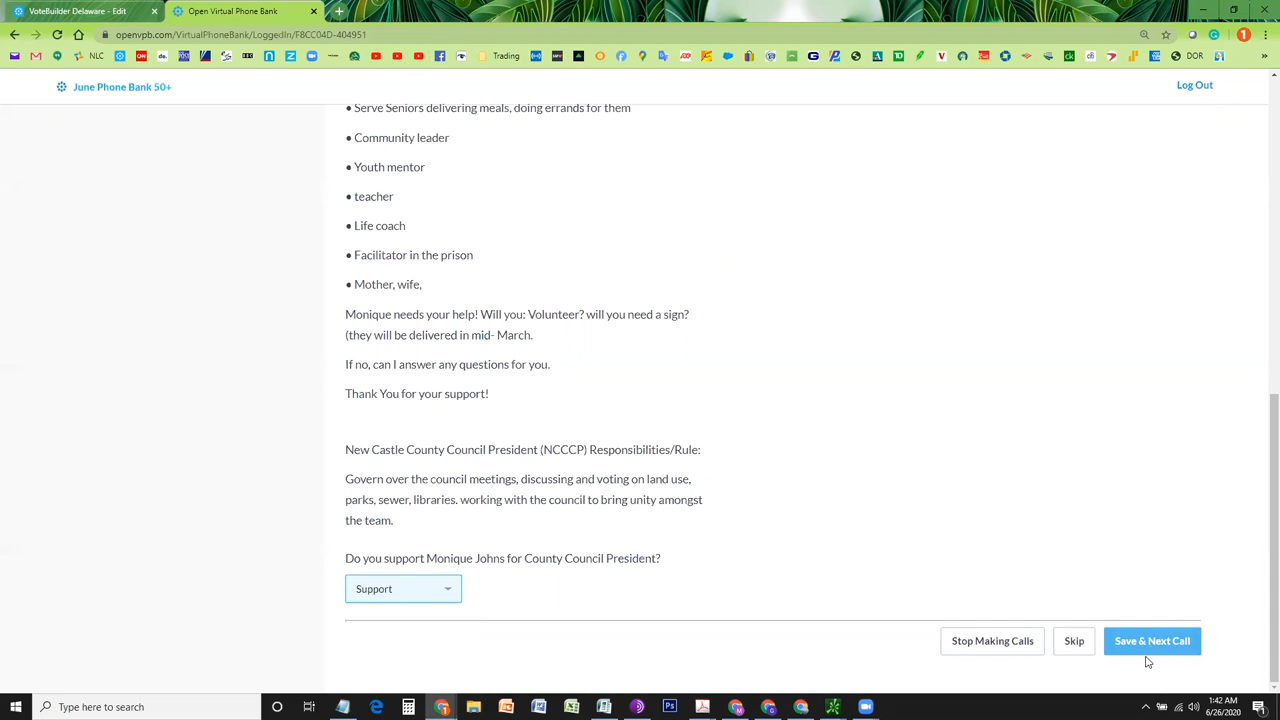 VoteBuilder Delaware - Edit
Open Virtual Phone Bank
openvpb.com/VirtualPhoneBank/LoggedIn/F8CC04D-404951
NLC
Trading
DOR
June Phone Bank 50+
Log Out
• Serve Seniors delivering meals, doing errands for them
• Community leader
• Youth mentor
• teacher
• Life coach
• Facilitator in the prison
• Mother, wife,
Monique needs your help! Will you: Volunteer? will you need a sign?
(they will be delivered in mid- March.
If no, can I answer any questions for you.
Thank You for your support!
New Castle County Council President (NCCCP) Responsibilities/Rule:
Govern over the council meetings, discussing and voting on land use,
parks, sewer, libraries. working with the council to bring unity amongst
the team.
Do you support Monique Johns for County Council President?
Support
Stop Making Calls
Skip
Save & Next Call
Type here to search
1:42 AM
6/26/2020